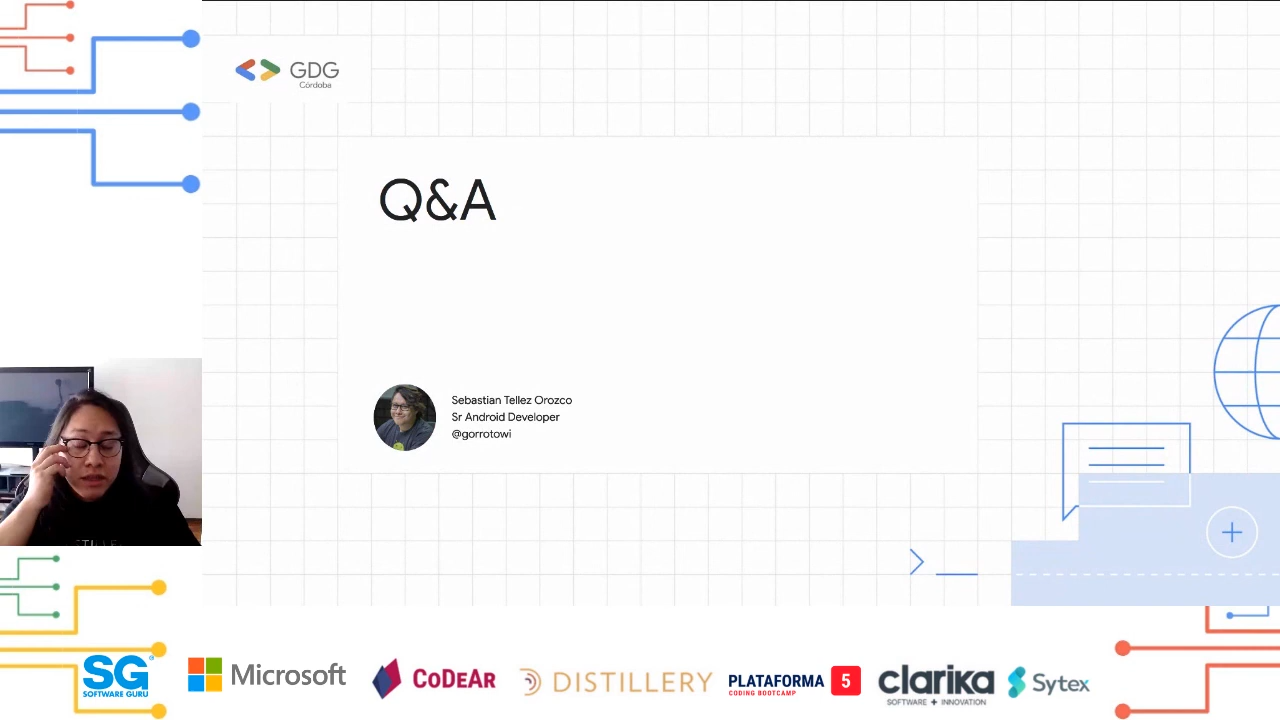 GDG
Córdoba
Q&A
Sebastian Tellez Orozco
Sr Android Developer
@gorrotowi
SG
SOFTWARE GURU
Microsoft
CoDeAr
DISTILLERY
PLATAFORMA 5
CODING BOOTCAMP
clarika
SOFTWARE + INNOVATION
Sytex